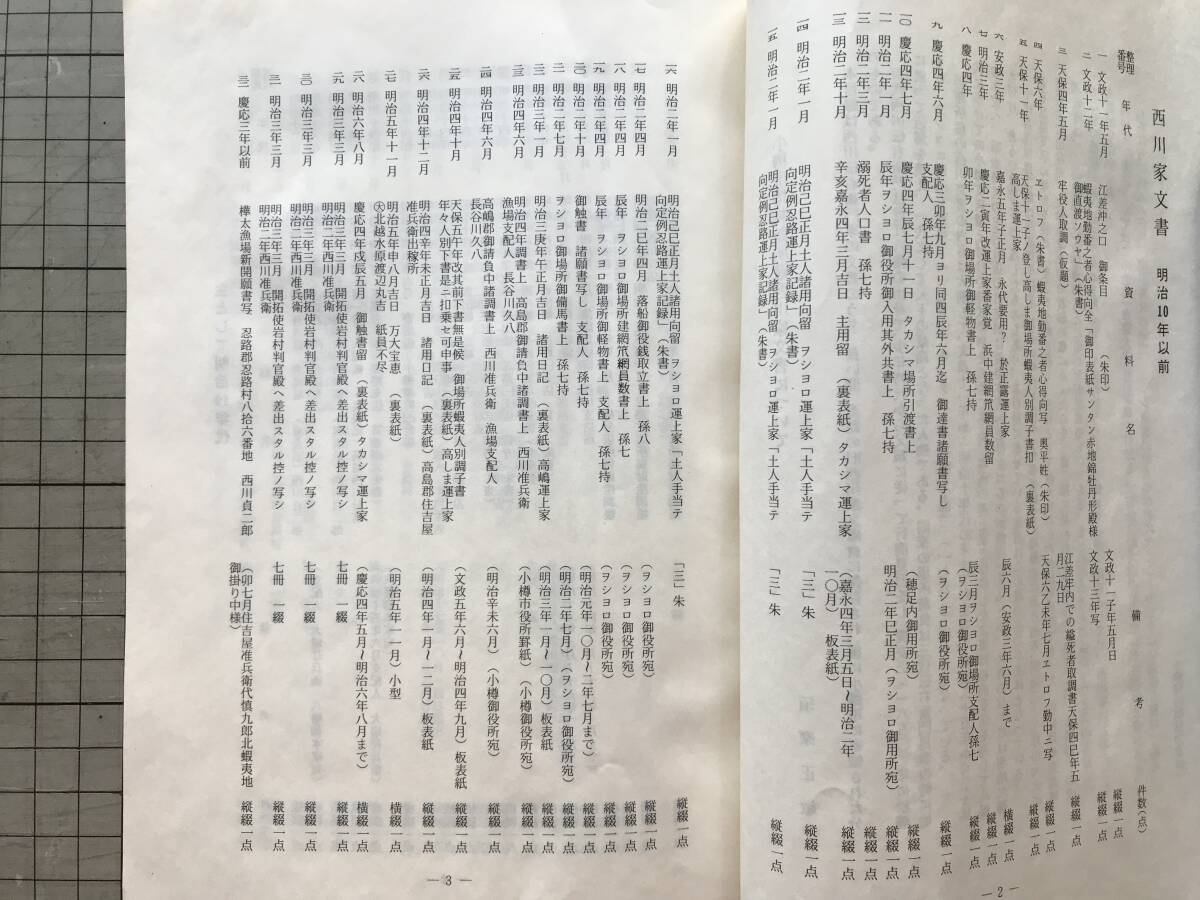 西川家文書　明治10年以前
整理番号　年代　資料名　備考　件数(点)
一　文政十一年五月　江差沖之口　御条目　（朱印）　文政十一子年五月日　縦綴一点
二　文政十二年　蝦夷地勤番之者心得向全「御印表紙サンタン赤地錦牡丹形殿様
御直渡ソウヤ」（朱書）　文政十三年写　縦綴一点
三　天保四年五月　牢役人取調（仮題）　江差牢内での縊死者取調書天保四巳年五
月二九日　縦綴一点
四　天保六年　ヱトロフ（朱書）蝦夷地勤番之者心得向写　奥平姓（朱印）　天保六乙未年七月ヱトロフ勤中ニ写　縦綴一点
五　天保十一年　天保十一子ノ登し高しま御場所蝦夷人別調子書扣　（裏表紙）
高しま運上家　縦綴一点
六　安政三年　嘉永五年子正月　永代要用？　於正露運上家　辰六月（安政三年六月）まで　横綴一点
七　明治三年　慶応二寅年改運上家番家覚　浜中建網笊網員数留　縦綴一点
八　慶応四年　卯年ヲショロ御場所御軽物書上　孫七持　辰三月ヲショロ御場所支配人孫七
（ヲショロ御役所宛）　縦綴一点
九　慶応四年六月　慶応三卯年九月ゟ同四辰年六月迄　御達書諸願書写し
支配人　孫七持　（ヲショロ御役所宛）　縦綴一点
一〇　慶応四年七月　慶応四年辰七月十一日　タカシマ場所引渡書上　（穂足内御用所宛）　縦綴一点
一一　明治二年一月　辰年ヲショロ御役所御入用其外共書上　孫七持　明治二年巳正月（ヲショロ御用所宛）　縦綴一点
一二　明治二年三月　溺死者人口書　孫七持　縦綴一点
一三　明治二年十月　辛亥嘉永四年三月吉日　主用留　（裏表紙）タカシマ運上家　（嘉永四年三月五日～明治二年
一〇月）板表紙　縦綴一点
一四　明治二年一月　明治己巳正月土人諸用向留　ヲショロ運上家「土人手当テ
向定例忍路運上家記録」（朱書）　「三」朱　縦綴一点
一五　明治二年一月　明治己巳正月土人諸用向留　ヲショロ運上家「土人手当テ
向定例忍路運上家記録」（朱書）　「三」朱　縦綴一点
—2—
一六　明治二年一月　明治己巳正月土人諸用向留　ヲショロ運上家「土人手当テ
向定例忍路運上家記録」（朱書）　「三」朱　縦綴一点
一七　明治二年四月　明治二巳年四月　落船御役銭取立書上　孫八　（ヲショロ御役所宛）　縦綴一点
一八　明治二年四月　辰年　ヲショロ御場所建網笊網員数書上　孫七　（ヲショロ御役所宛）　縦綴一点
一九　明治二年四月　辰年　ヲショロ御場所御軽物書上　支配人　孫七持　（ヲショロ御役所宛）　縦綴一点
二〇　明治二年十月　御触書　諸願書写し　支配人　孫七持　（明治元年一〇月～二年七月まで）　縦綴一点
二一　明治二年七月　ヲショロ御場所御備馬書上　孫七持　（明治二年七月）（ヲショロ御役所宛）　縦綴一点
二二　明治三年一月　明治三庚年午正月吉日　諸用日記　（裏表紙）高嶋運上家　（明治三年一月～一〇月）板表紙　縦綴一点
二三　明治四年六月　明治四年調書上　高島郡御請負中諸調書上　西川准兵衛
漁場支配人　長谷川久八　（小樽市役所罫紙）（小樽御役所宛）　縦綴一点
二四　明治四年六月　高嶋郡御請負中諸調書上　西川准兵衛　漁場支配人
長谷川久八　（明治辛未六月）（小樽御役所宛）　縦綴一点
二五　明治四年十月　天保五午年改其前下書無是候　御場所蝦夷人別調子書
年々人別下書是ニ扣乗セ可申事　（裏表紙）高しま運上家　（文政五年六月～明治四年九月）板表紙　縦綴一点
二六　明治四年十二月　明治四辛年未正月吉日　諸用日記　（裏表紙）高島郡住吉屋
准兵衛出稼所　（明治四年一月～一二月）板表紙　縦綴一点
二七　明治五年十一月　明治五年申八月吉日　万大宝恵　（裏表紙）
㊅北越水原渡辺丸吉　紙員不尽　（明治五年一一月）小型　横綴一点
二八　明治六年八月　慶応四年戌辰五月　御触書留　（裏表紙）タカシマ運上家　（慶応四年五月～明治六年八月まで）　横綴一点
二九　明治三年三月　明治三年三月　開拓使岩村判官殿へ差出スタル控ノ写シ
明治二年西川准兵衛　七冊　一綴　縦綴一点
三〇　明治三年三月　明治三年三月　開拓使岩村判官殿へ差出スタル控ノ写シ
明治二年西川准兵衛　七冊　一綴　縦綴一点
三一　明治三年三月　明治三年三月　開拓使岩村判官殿へ差出スタル控ノ写シ
明治二年西川准兵衛　七冊　一綴　縦綴一点
三二　慶応三年以前　樺太漁場新開願書写　忍路郡忍路村八拾六番地　西川貞二郎　（卯七月住吉屋准兵衛代慎九郎北蝦夷地
御掛り中様）　縦綴一点
—3—